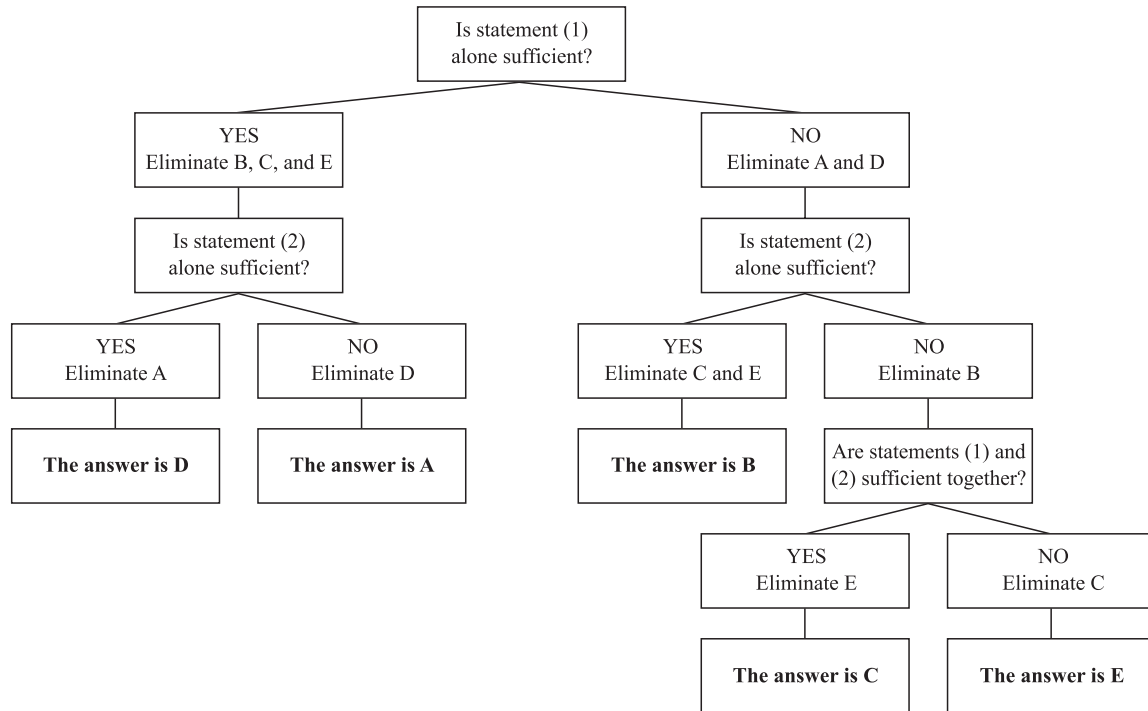 Is statement (1)
alone sufficient?
YES
Eliminate B, C, and E
NO
Eliminate A and D
Is statement (2)
alone sufficient?
Is statement (2)
alone sufficient?
YES
Eliminate A
NO
Eliminate D
YES
Eliminate C and E
NO
Eliminate B
The answer is D
The answer is A
The answer is B
Are statements (1) and
(2) sufficient together?
YES
Eliminate E
NO
Eliminate C
The answer is C
The answer is E